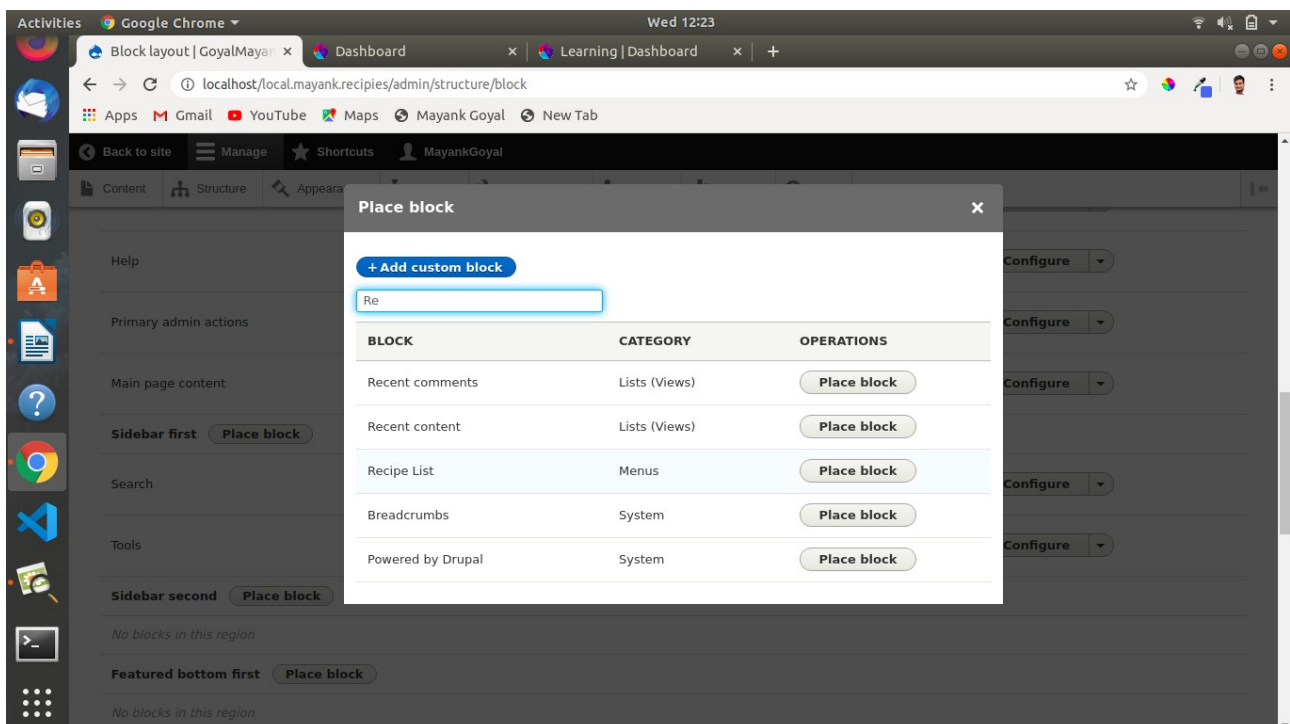 Activities Google Chrome Wed 12:23
Block layout | GoyalMayan Dashboard Learning | Dashboard
localhost/local.mayank.recipies/admin/structure/block
Apps Gmail YouTube Maps Mayank Goyal New Tab
Back to site Manage Shortcuts MayankGoyal
Content Structure Appeara
Place block
Help + Add custom block Configure
Re
Primary admin actions Configure
BLOCK CATEGORY OPERATIONS
Main page content Recent comments Lists (Views) Place block Configure
Sidebar first Place block Recent content Lists (Views) Place block
Search Recipe List Menus Place block Configure
Breadcrumbs System Place block
Tools Powered by Drupal System Place block Configure
Sidebar second Place block
No blocks in this region
Featured bottom first Place block
No blocks in this region